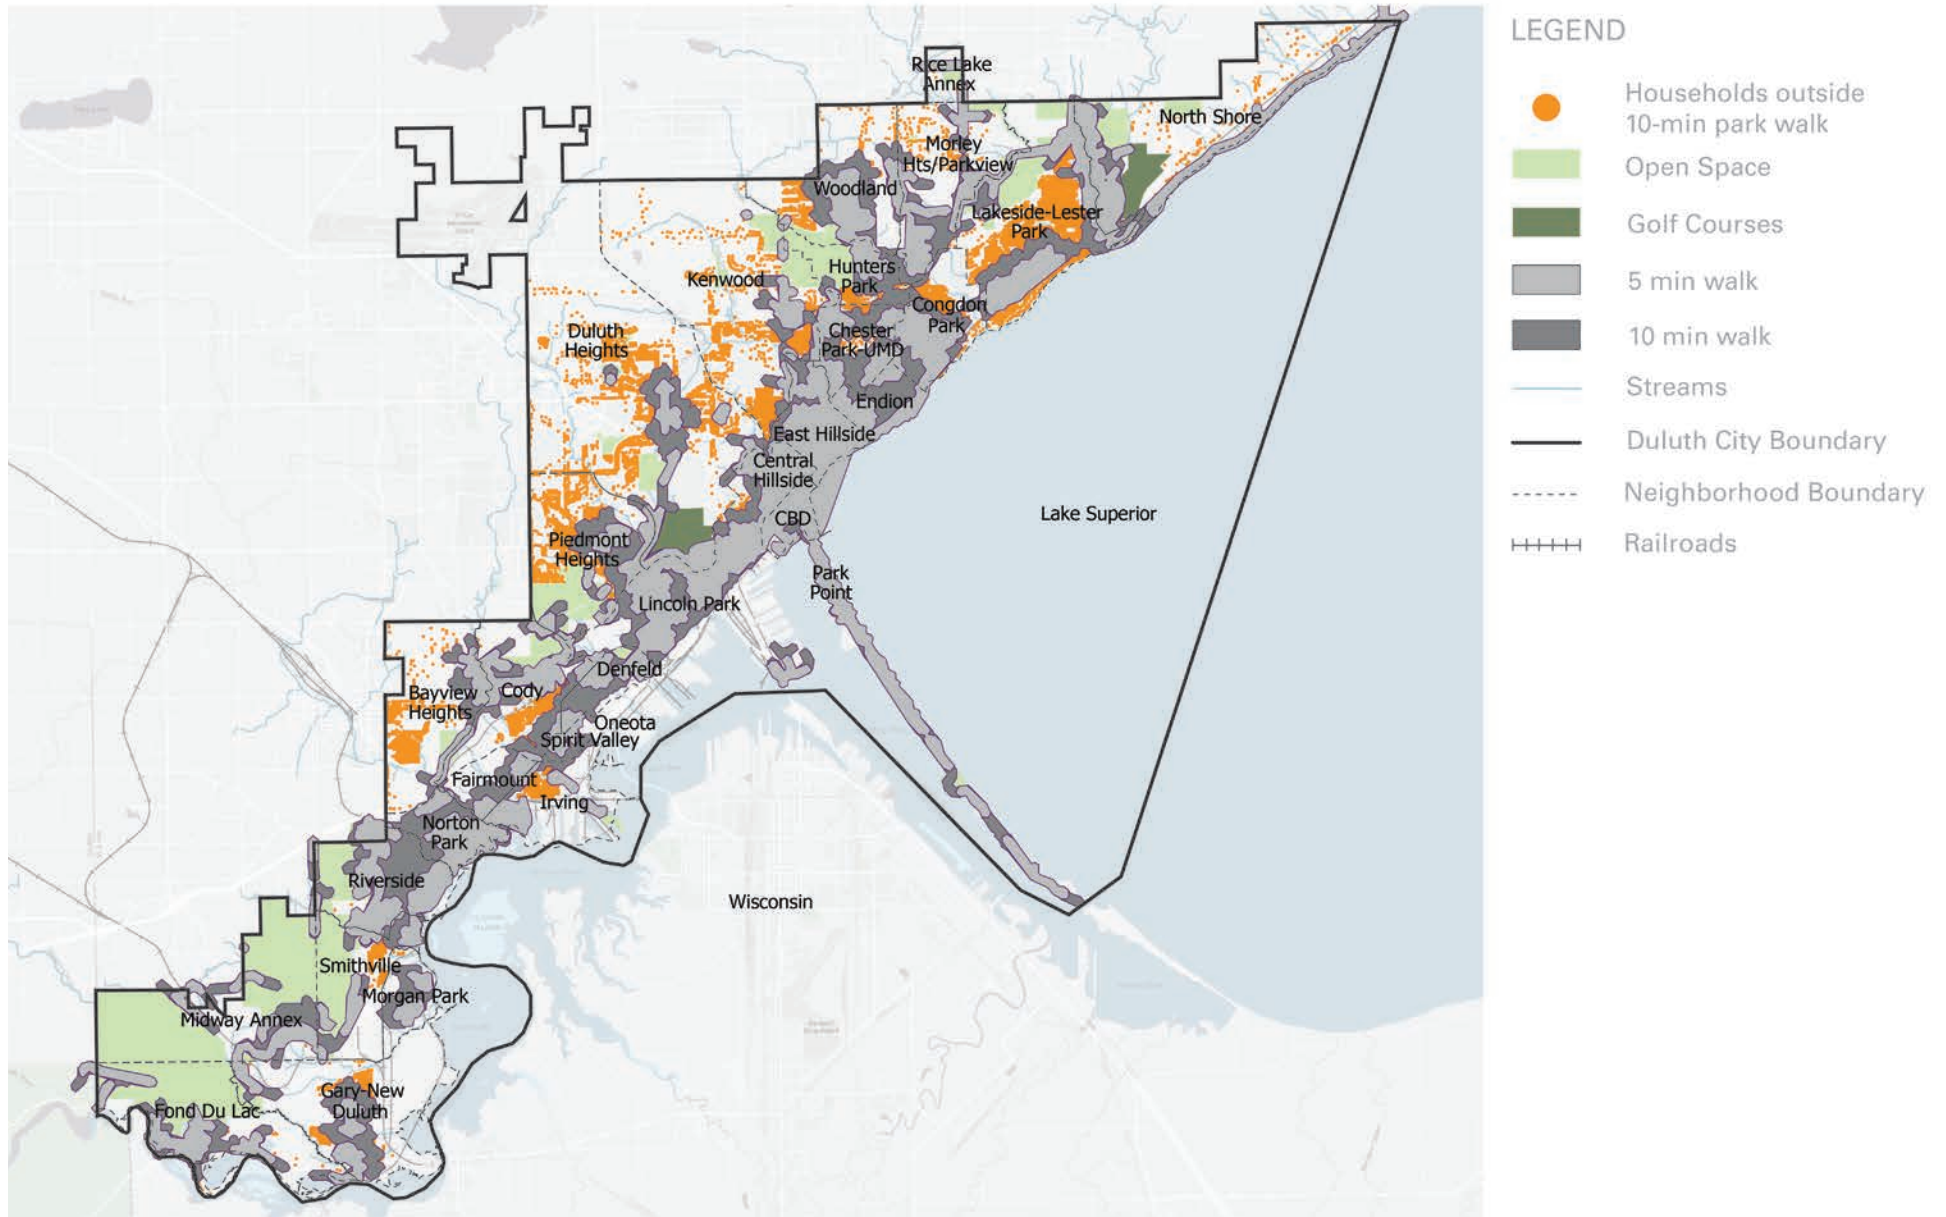 Rice Lake
Annex
North Shore
Morley
Hts/Parkview
Woodland
Lakeside-Lester
Park
Hunters
Park
Kenwood
Congdon
Park
Duluth
Heights
Chester
Park-UMD
Endion
East Hillside
Central
Hillside
CBD
Lake Superior
Piedmont
Heights
Park
Point
Lincoln Park
Denfeld
Cody
Bayview
Heights
Oneota
Spirit Valley
Fairmount
Irving
Norton
Park
Riverside
Wisconsin
Smithville
Morgan Park
Midway Annex
Gary-New
Duluth
Fond Du Lac
LEGEND
Households outside
10-min park walk
Open Space
Golf Courses
5 min walk
10 min walk
Streams
Duluth City Boundary
Neighborhood Boundary
Railroads